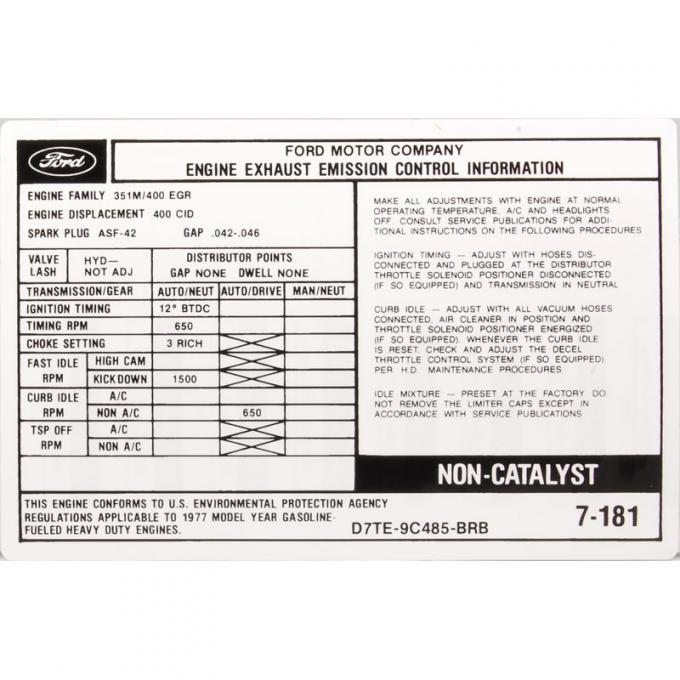 Ford
FORD MOTOR COMPANY
ENGINE EXHAUST EMISSION CONTROL INFORMATION
ENGINE FAMILY 351M/400 EGR
ENGINE DISPLACEMENT 400 CID
SPARK PLUG ASF-42 GAP .042-.046
VALVE LASH HYD— NOT ADJ DISTRIBUTOR POINTS
GAP NONE DWELL NONE
TRANSMISSION/GEAR AUTO/NEUT AUTO/DRIVE MAN/NEUT
IGNITION TIMING 12° BTDC
TIMING RPM 650
CHOKE SETTING 3 RICH
FAST IDLE RPM HIGH CAM
KICKDOWN 1500
CURB IDLE RPM A/C
NON A/C 650
TSP OFF RPM A/C
NON A/C
MAKE ALL ADJUSTMENTS WITH ENGINE AT NORMAL
OPERATING TEMPERATURE, A/C AND HEADLIGHTS
OFF. CONSULT SERVICE PUBLICATIONS FOR ADDI-
TIONAL INSTRUCTIONS ON THE FOLLOWING PROCEDURES
IGNITION TIMING — ADJUST WITH HOSES DIS-
CONNECTED AND PLUGGED AT THE DISTRIBUTOR
THROTTLE SOLENOID POSITIONER DISCONNECTED
(IF SO EQUIPPED) AND TRANSMISSION IN NEUTRAL
CURB IDLE — ADJUST WITH ALL VACUUM HOSES
CONNECTED, AIR CLEANER IN POSITION AND
THROTTLE SOLENOID POSITIONER ENERGIZED
(IF SO EQUIPPED). WHENEVER THE CURB IDLE
IS RESET, CHECK AND ADJUST THE DECEL
THROTTLE CONTROL SYSTEM (IF SO EQUIPPED)
PER H.D. MAINTENANCE PROCEDURES
IDLE MIXTURE — PRESET AT THE FACTORY DO
NOT REMOVE THE LIMITER CAPS EXCEPT IN
ACCORDANCE WITH SERVICE PUBLICATIONS
NON-CATALYST
THIS ENGINE CONFORMS TO U.S. ENVIRONMENTAL PROTECTION AGENCY
REGULATIONS APPLICABLE TO 1977 MODEL YEAR GASOLINE-
FUELED HEAVY DUTY ENGINES.
D7TE-9C485-BRB
7-181